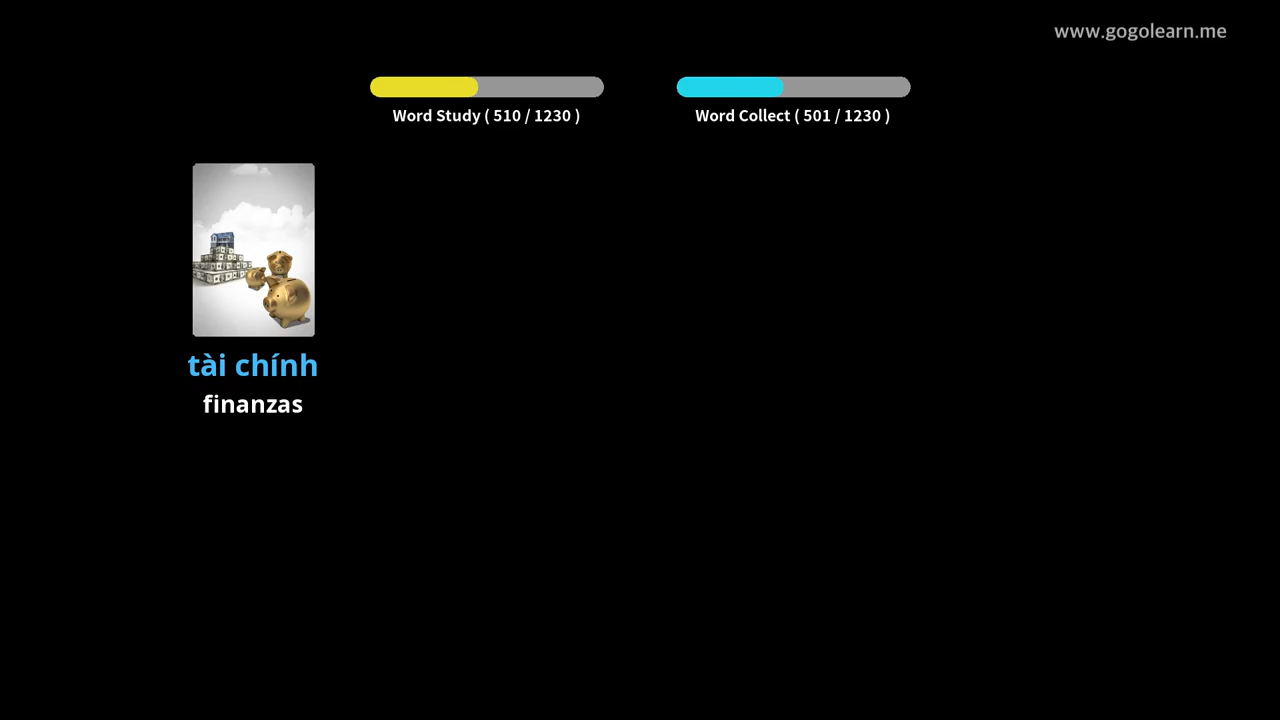 www.gogolearn.me
Word Study ( 510 / 1230 )
Word Collect ( 501 / 1230 )
tài chính
finanzas